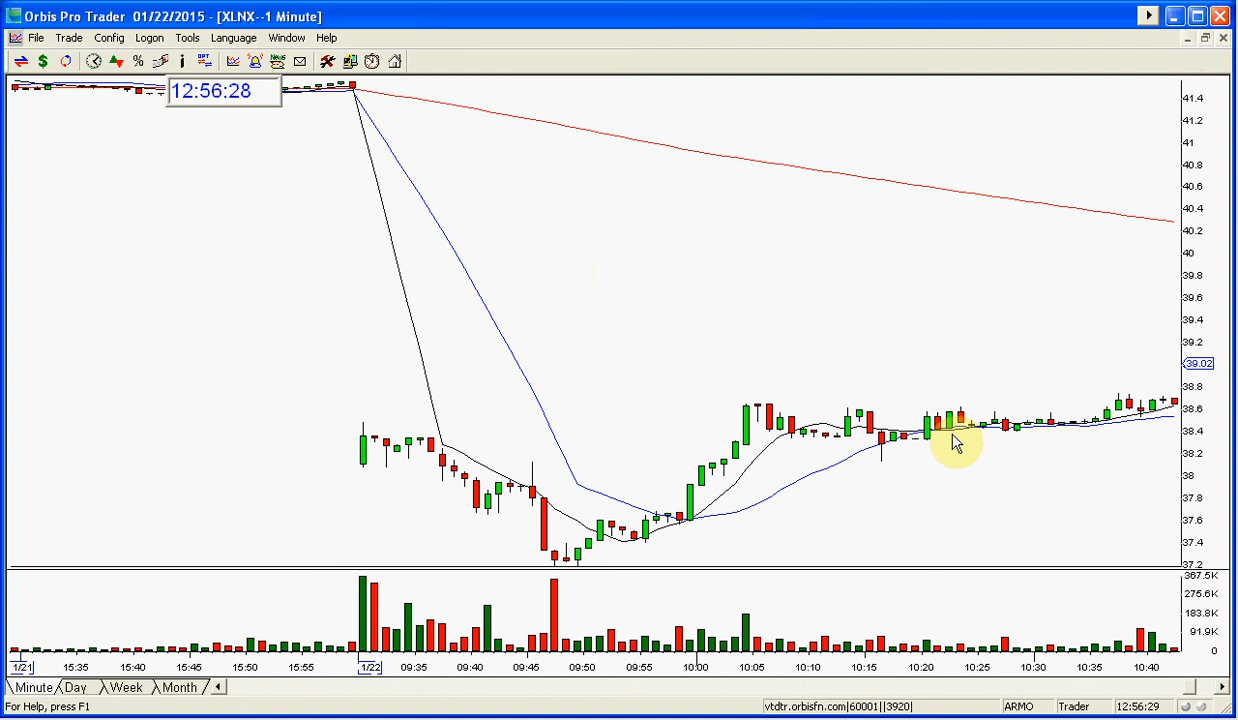 Orbis Pro Trader 01/22/2015 - [XLNX--1 Minute]
File Trade Config Logon Tools Language Window Help
12:56:28
41.4
41.2
41
40.8
40.6
40.4
40.2
40
39.8
39.6
39.4
39.2
39.02
38.8
38.6
38.4
38.2
38
37.8
37.6
37.4
37.2
367.5K
275.6K
183.8K
91.9K
0
1/21 15:35 15:40 15:45 15:50 15:55 1/22 09:35 09:40 09:45 09:50 09:55 10:00 10:05 10:10 10:15 10:20 10:25 10:30 10:35 10:40
Minute Day Week Month
For Help, press F1 vtdtr.orbisfn.com|60001||3920| ARMO Trader 12:56:29